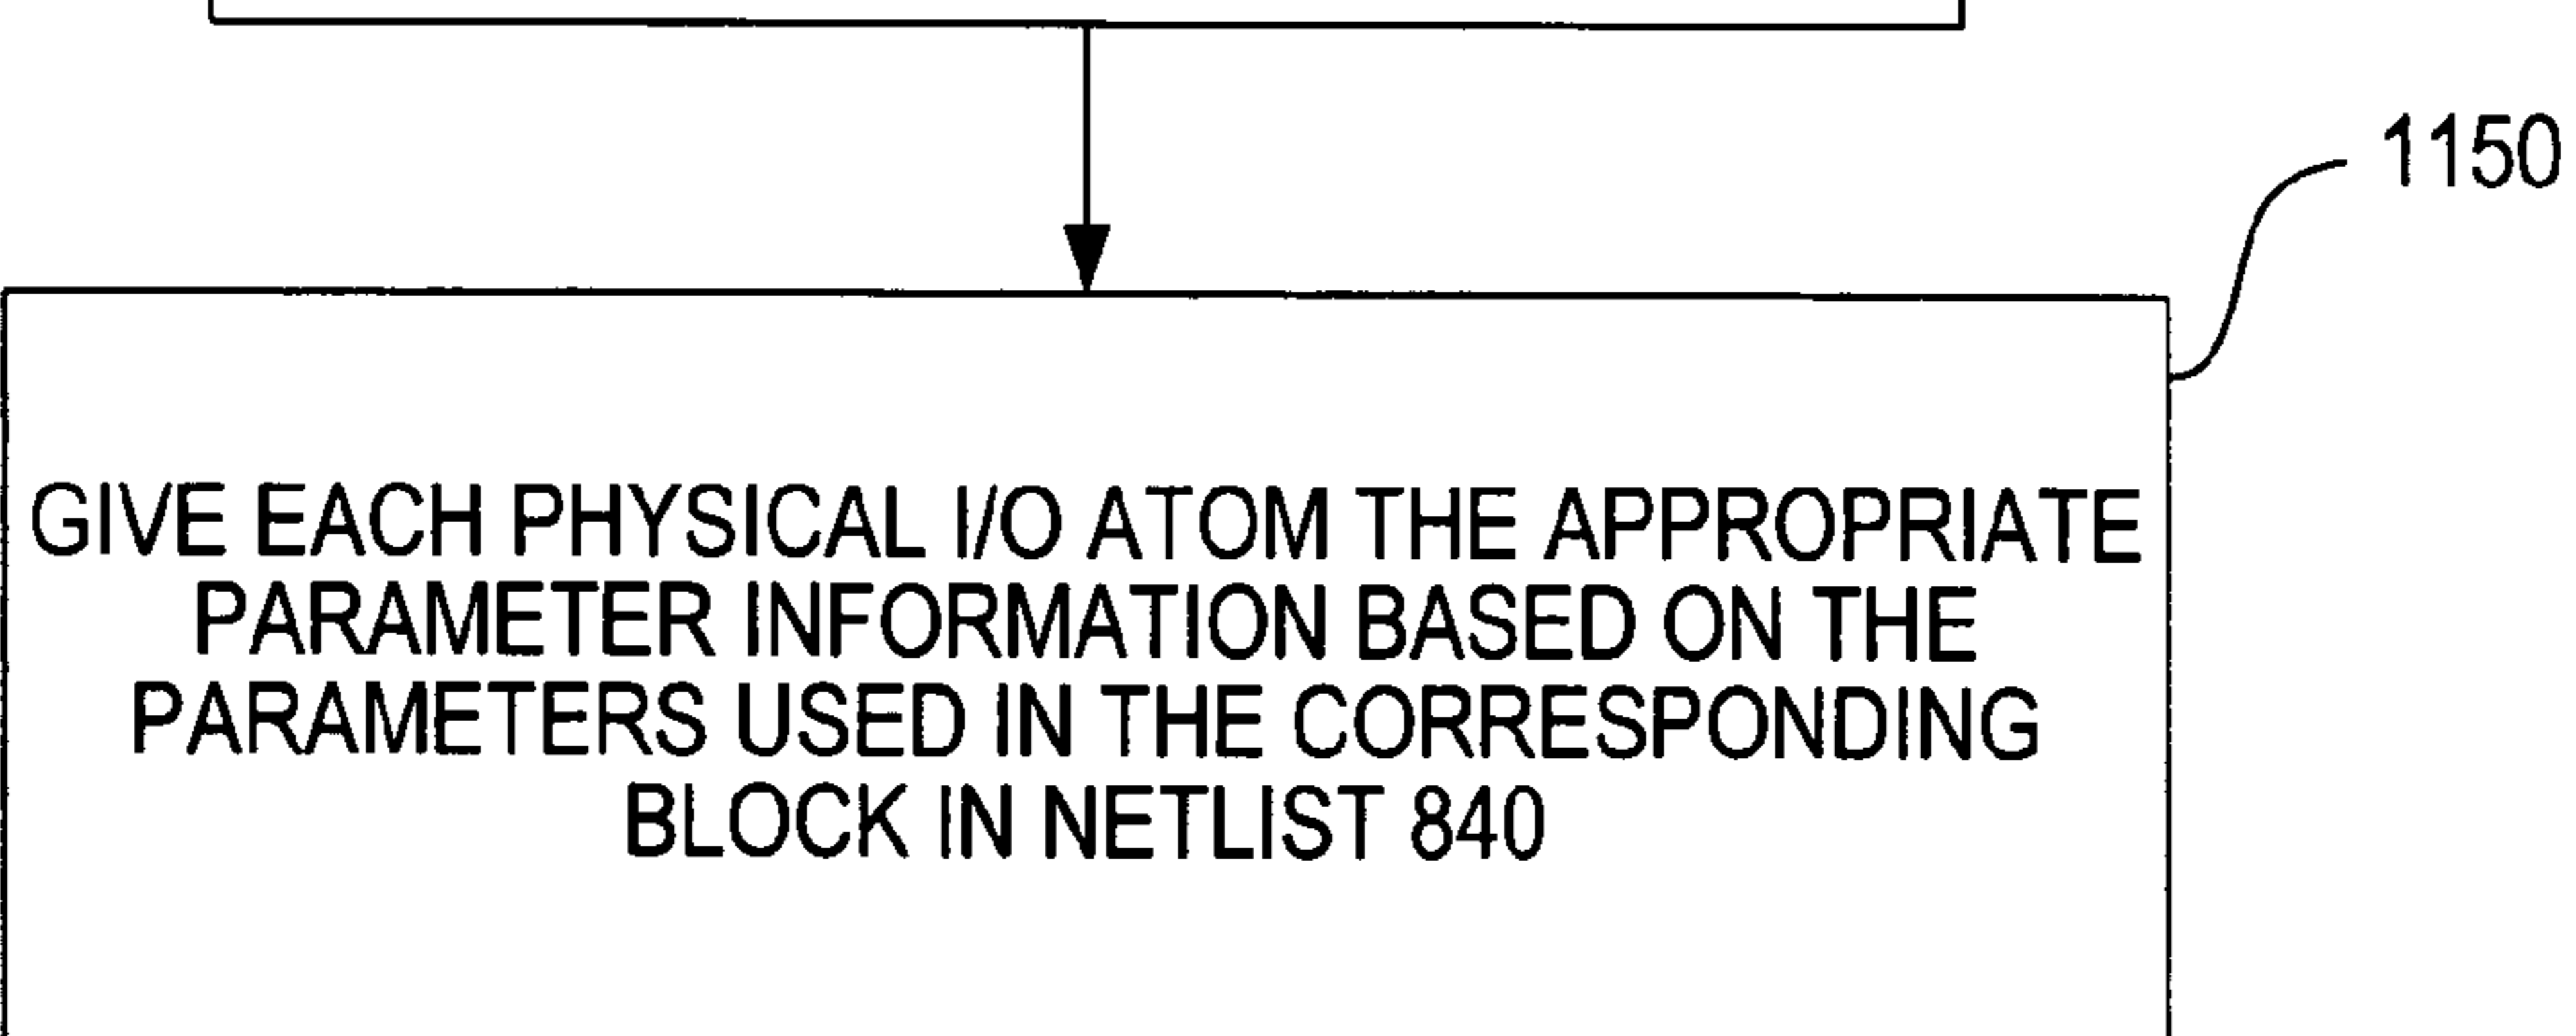 1150
GIVE EACH PHYSICAL I/O ATOM THE APPROPRIATE
PARAMETER INFORMATION BASED ON THE
PARAMETERS USED IN THE CORRESPONDING
BLOCK IN NETLIST 840